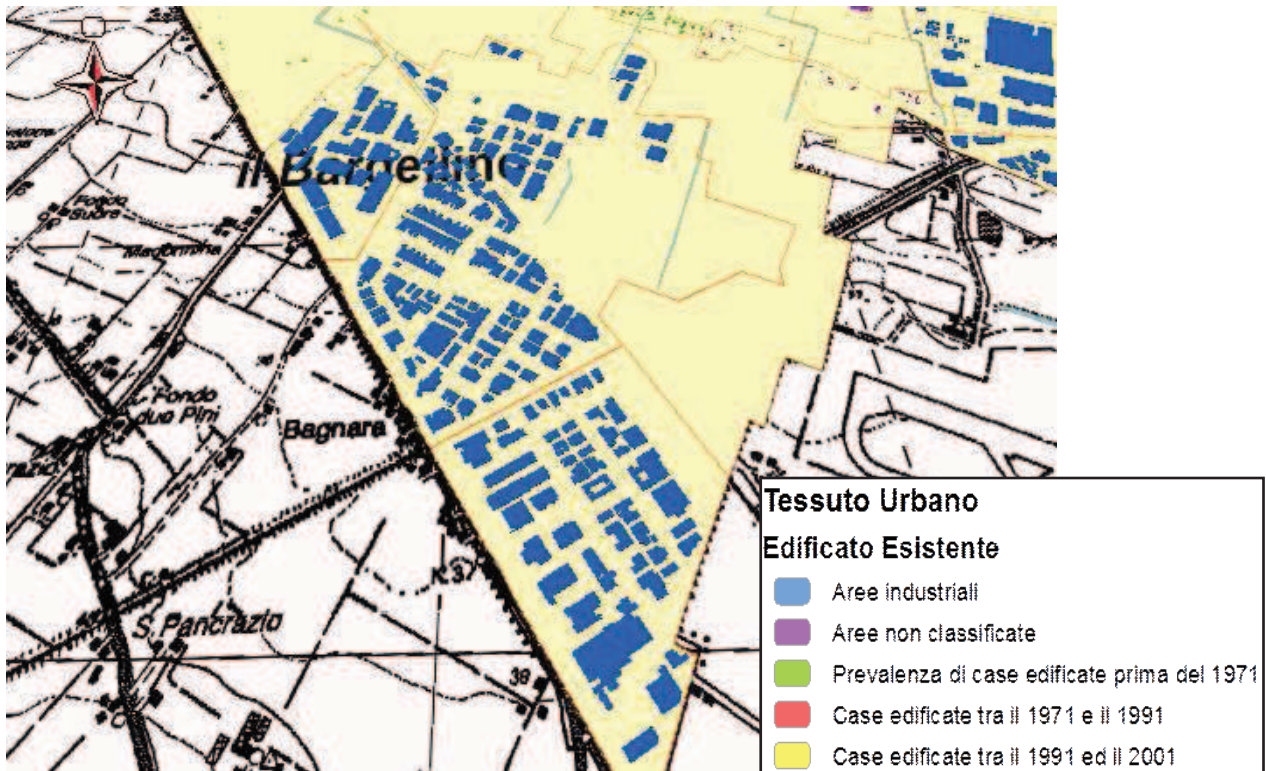 Il Bargellino
Fondo
Suore
Fondo
due Pini
Bagnara
S. Pancrazio
38
Tessuto Urbano
Edificato Esistente
Aree industriali
Aree non classificate
Prevalenza di case edificate prima del 1971
Case edificate tra il 1971 e il 1991
Case edificate tra il 1991 ed il 2001